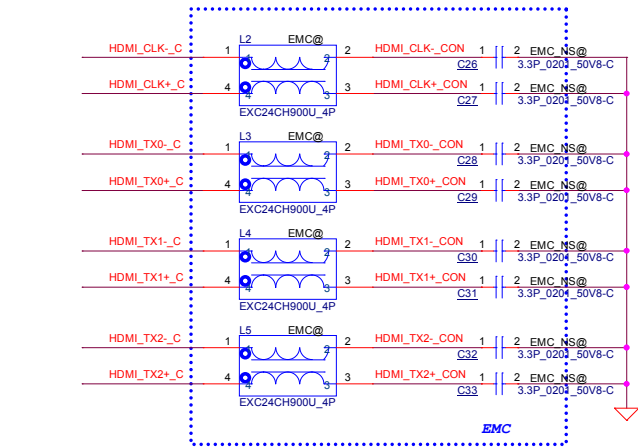 L2 EMC@
HDMI_CLK-_C 1 2 HDMI_CLK-_CON 1 2 EMC_NS@
C26 3.3P_0201_50V8-C
HDMI_CLK+_C 4 3 HDMI_CLK+_CON 1 2 EMC_NS@
C27 3.3P_0201_50V8-C
EXC24CH900U_4P
L3 EMC@
HDMI_TX0-_C 1 2 HDMI_TX0-_CON 1 2 EMC_NS@
C28 3.3P_0201_50V8-C
HDMI_TX0+_C 4 3 HDMI_TX0+_CON 1 2 EMC_NS@
C29 3.3P_0201_50V8-C
EXC24CH900U_4P
L4 EMC@
HDMI_TX1-_C 1 2 HDMI_TX1-_CON 1 2 EMC_NS@
C30 3.3P_0201_50V8-C
HDMI_TX1+_C 4 3 HDMI_TX1+_CON 1 2 EMC_NS@
C31 3.3P_0201_50V8-C
EXC24CH900U_4P
L5 EMC@
HDMI_TX2-_C 1 2 HDMI_TX2-_CON 1 2 EMC_NS@
C32 3.3P_0201_50V8-C
HDMI_TX2+_C 4 3 HDMI_TX2+_CON 1 2 EMC_NS@
C33 3.3P_0201_50V8-C
EXC24CH900U_4P
EMC